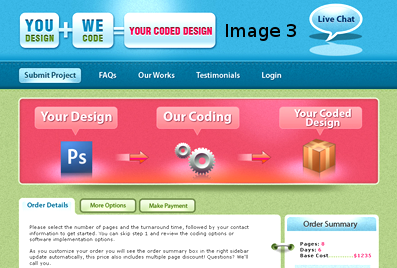 YOU DESIGN + WE CODE = YOUR CODED DESIGN
Image 3
Live Chat
Submit Project FAQs Our Works Testimonials Login
Your Design Our Coding Your Coded Design
Ps
Order Details More Options Make Payment
Please select the number of pages and the turnaround time, followed by your contact
information to get started. You can skip step 1 and review the coding options or
software implementation options.
As you customize your order you will see the order summary box in the right sidebar
update automatically, this price also includes multiple page discount! Questions? We'll
call you.
Order Summary
Pages: 8
Days: 6
Base Cost..........$1235